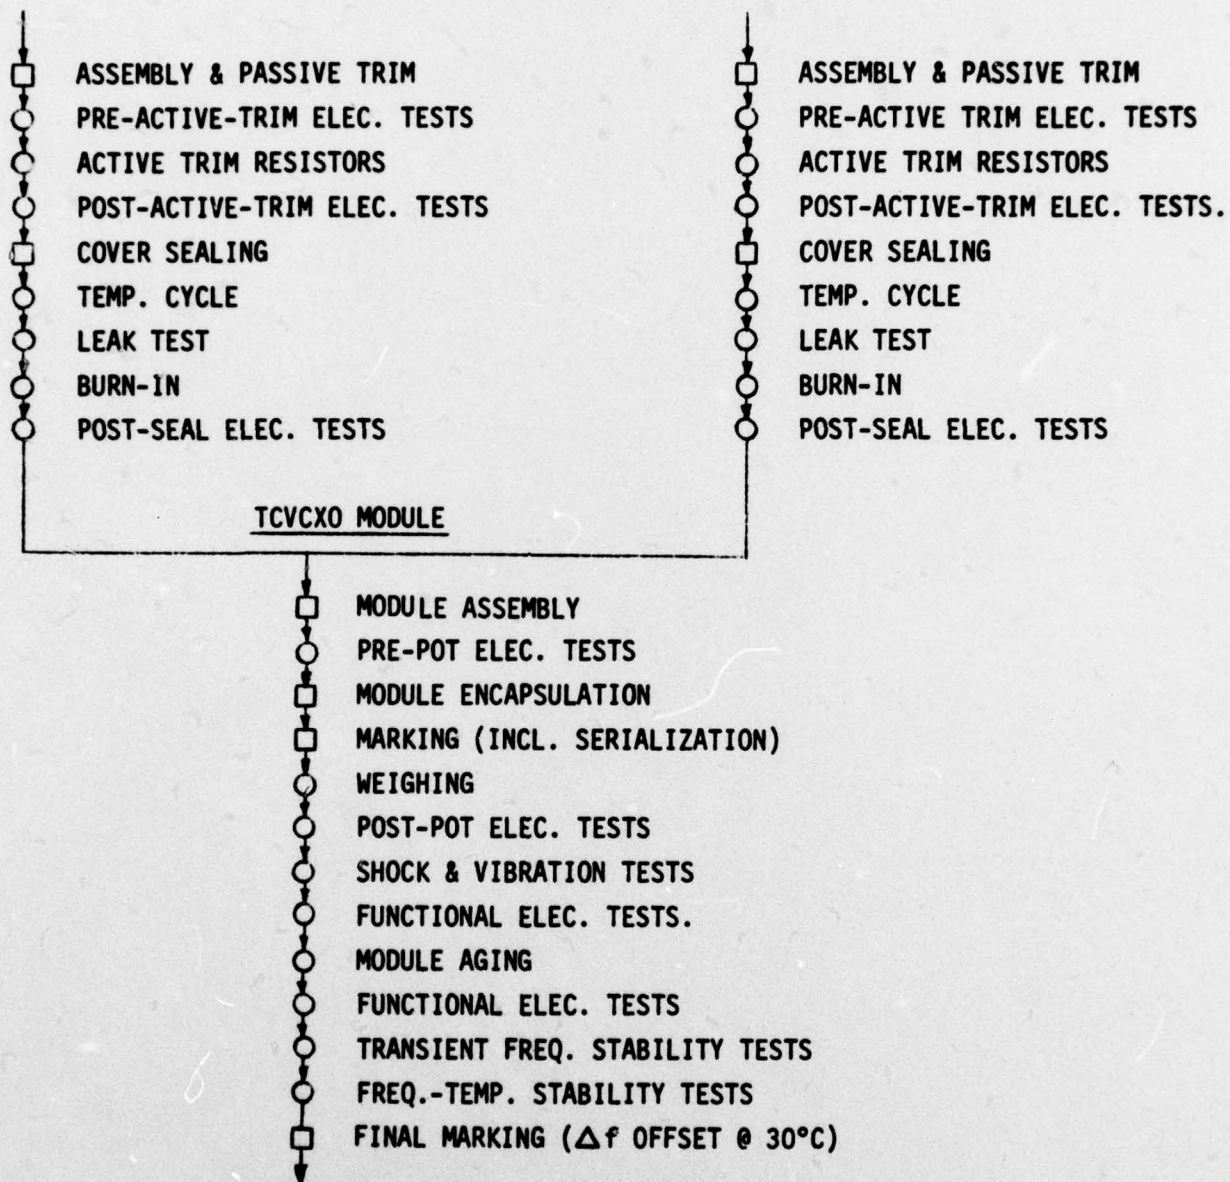 ASSEMBLY & PASSIVE TRIM
PRE-ACTIVE-TRIM ELEC. TESTS
ACTIVE TRIM RESISTORS
POST-ACTIVE-TRIM ELEC. TESTS
COVER SEALING
TEMP. CYCLE
LEAK TEST
BURN-IN
POST-SEAL ELEC. TESTS
ASSEMBLY & PASSIVE TRIM
PRE-ACTIVE TRIM ELEC. TESTS
ACTIVE TRIM RESISTORS
POST-ACTIVE-TRIM ELEC. TESTS.
COVER SEALING
TEMP. CYCLE
LEAK TEST
BURN-IN
POST-SEAL ELEC. TESTS
TCVCXO MODULE
MODULE ASSEMBLY
PRE-POT ELEC. TESTS
MODULE ENCAPSULATION
MARKING (INCL. SERIALIZATION)
WEIGHING
POST-POT ELEC. TESTS
SHOCK & VIBRATION TESTS
FUNCTIONAL ELEC. TESTS.
MODULE AGING
FUNCTIONAL ELEC. TESTS
TRANSIENT FREQ. STABILITY TESTS
FREQ.-TEMP. STABILITY TESTS
FINAL MARKING (Δf OFFSET @ 30°C)